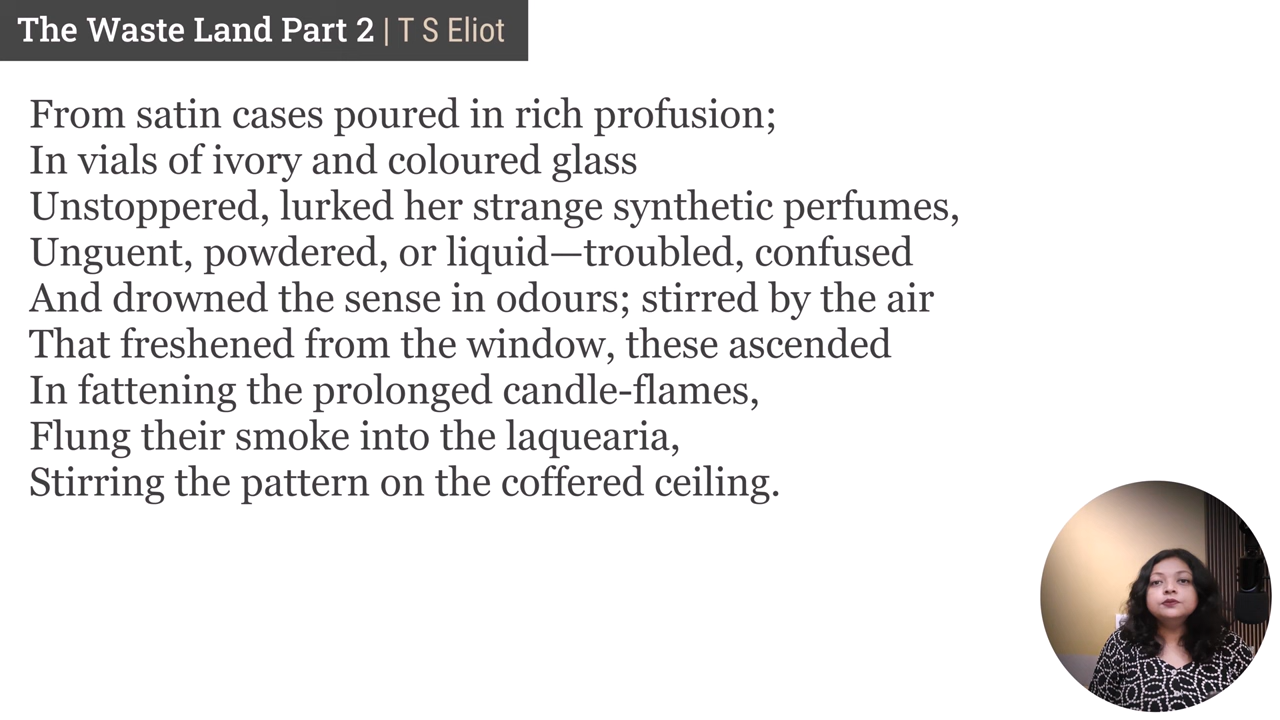 The Waste Land Part 2 | T S Eliot
From satin cases poured in rich profusion;
In vials of ivory and coloured glass
Unstoppered, lurked her strange synthetic perfumes,
Unguent, powdered, or liquid—troubled, confused
And drowned the sense in odours; stirred by the air
That freshened from the window, these ascended
In fattening the prolonged candle-flames,
Flung their smoke into the laquearia,
Stirring the pattern on the coffered ceiling.